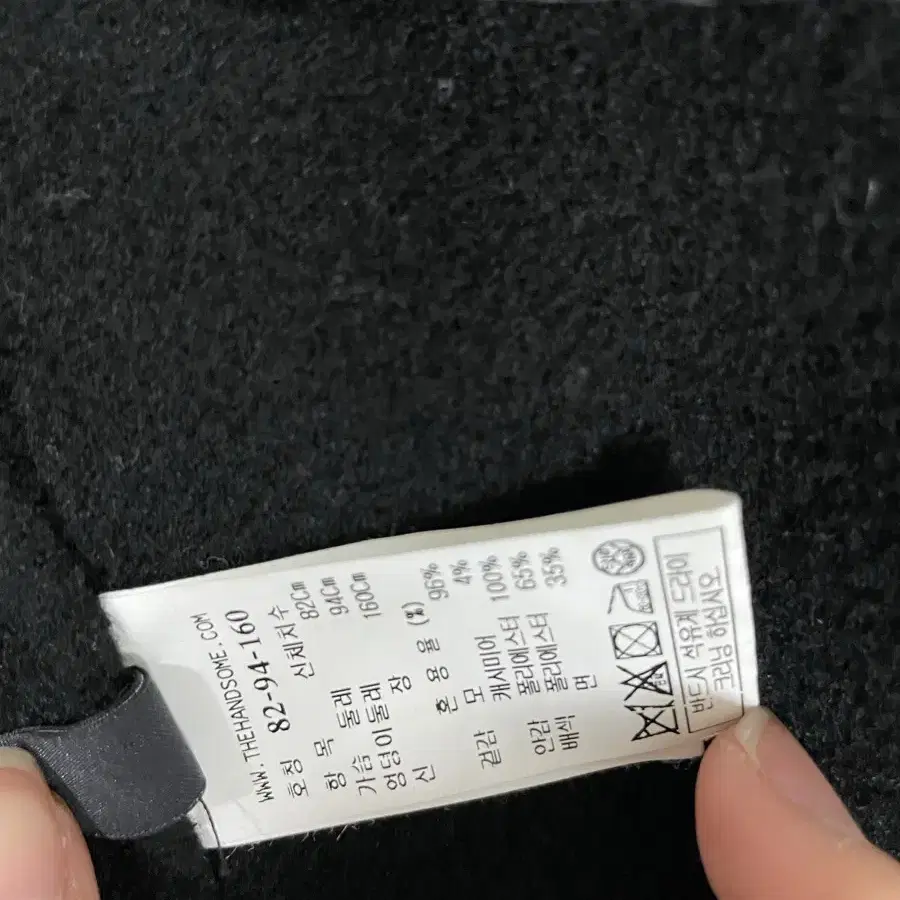 WWW.THEHANDSOME.COM
호칭 82-94-160
항 목 신체치수
가슴둘레 82Cm
엉덩이둘레 94Cm
신 장 160Cm
혼 용 율 (%)
겉감 모 96%
캐시미어 4%
안감 폴리에스터 100%
배색 폴리에스터 65%
면 35%
반드시 석유계 드라이
크리닝 하십시오